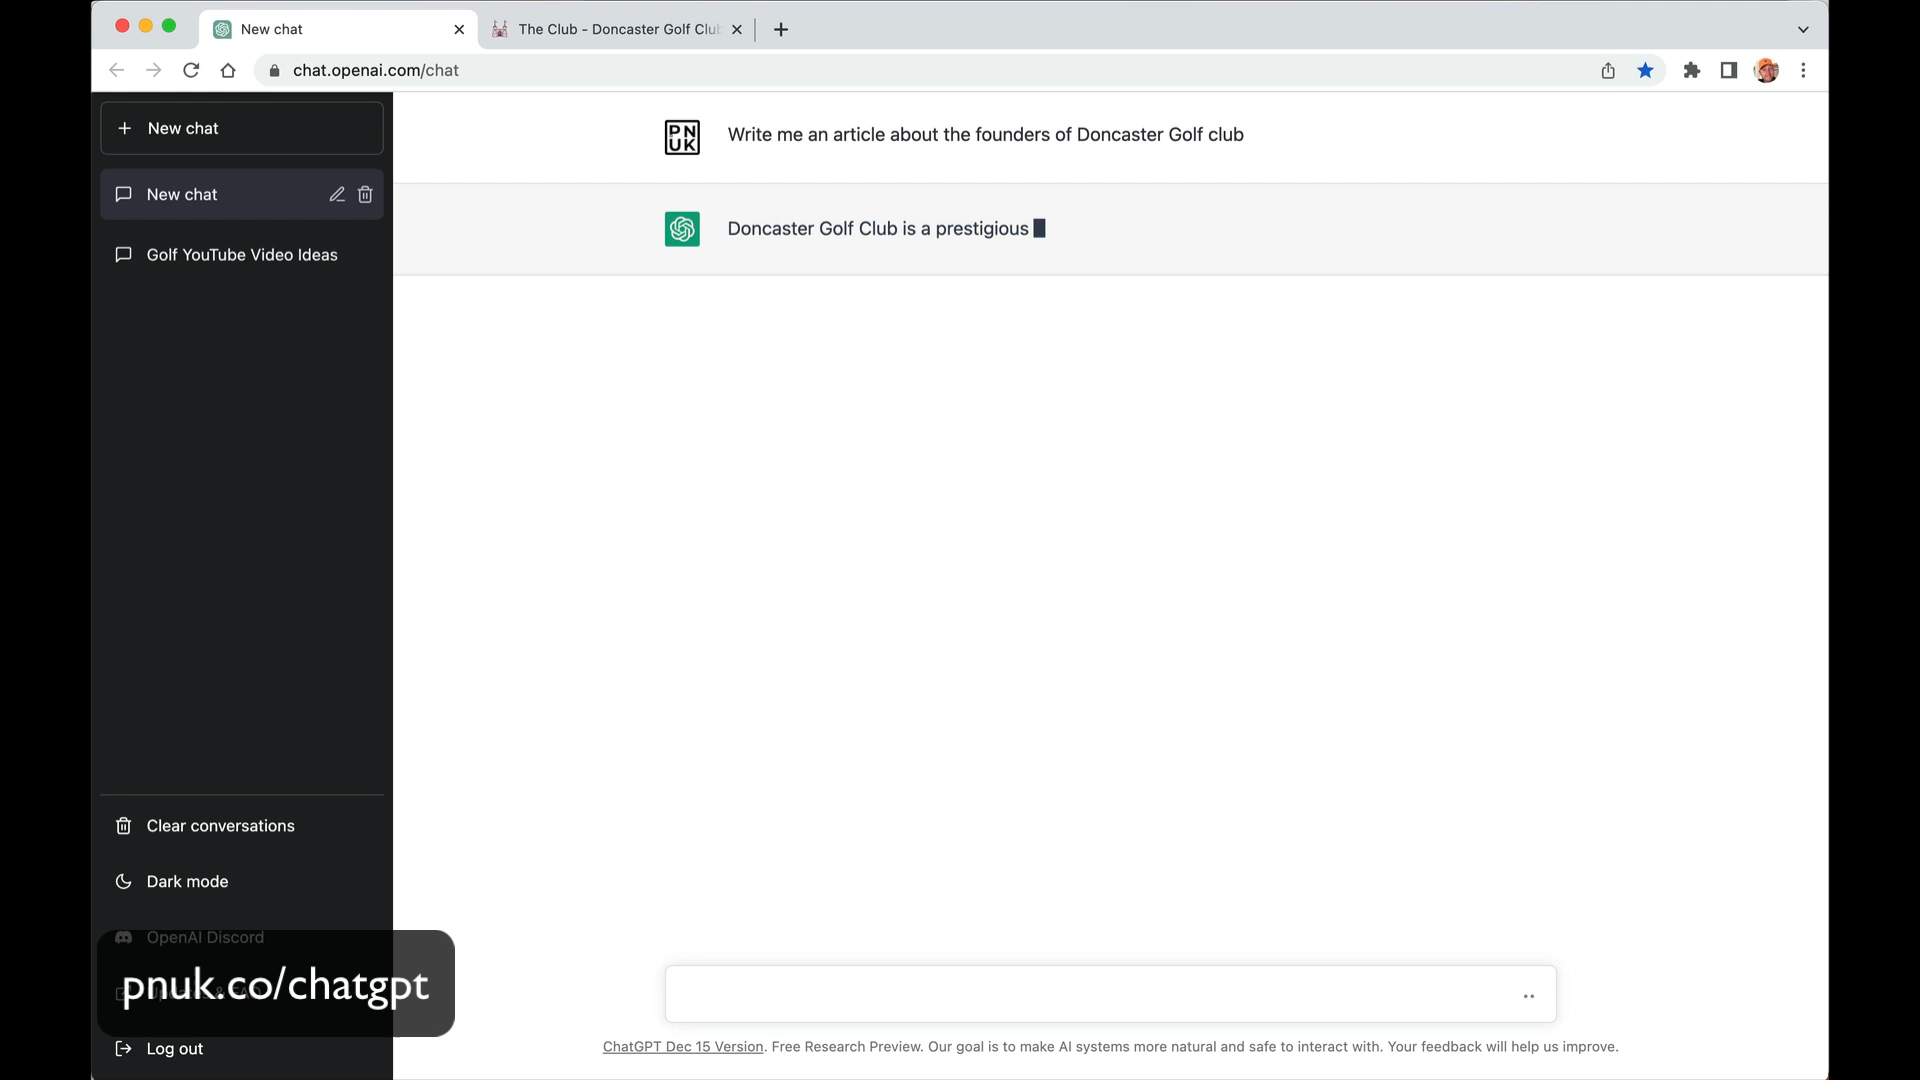 New chat
The Club - Doncaster Golf Clu
chat.openai.com/chat
New chat
New chat
Golf YouTube Video Ideas
Clear conversations
Dark mode
OpenAI Discord
Log out
pnuk.co/chatgpt
PN
UK
Write me an article about the founders of Doncaster Golf club
Doncaster Golf Club is a prestigious
ChatGPT Dec 15 Version. Free Research Preview. Our goal is to make AI systems more natural and safe to interact with. Your feedback will help us improve.